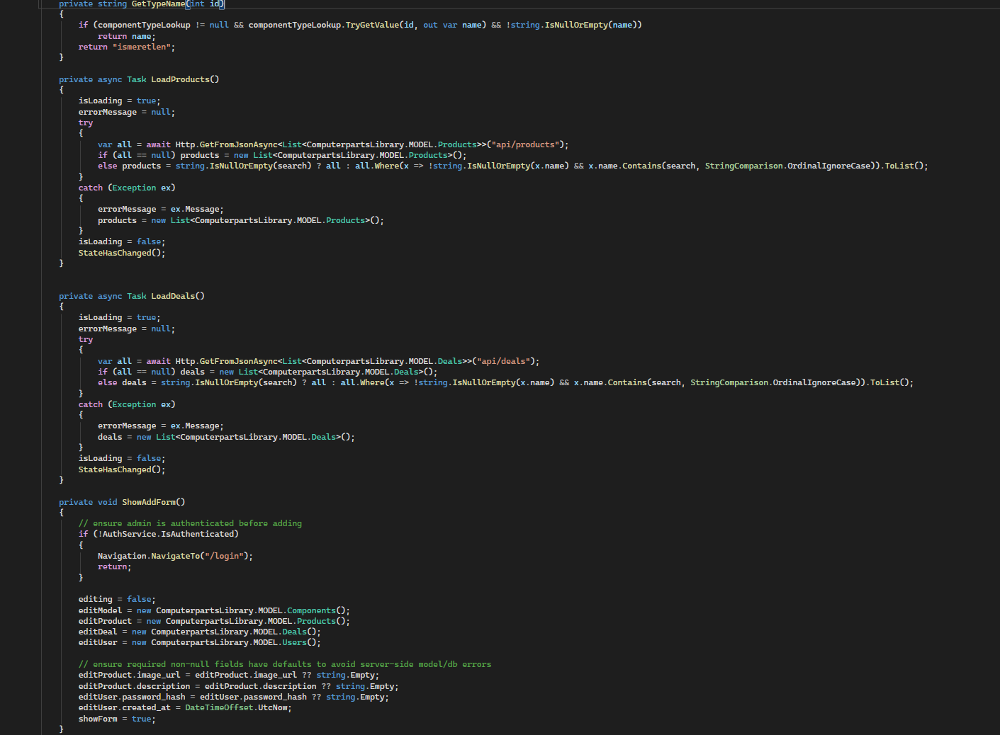 private string GetTypeName(int id)
{
if (componentTypeLookup != null && componentTypeLookup.TryGetValue(id, out var name) && !string.IsNullOrEmpty(name))
return name;
return "ismeretlen";
}
private async Task LoadProducts()
{
isLoading = true;
errorMessage = null;
try
{
var all = await Http.GetFromJsonAsync<List<ComputerpartsLibrary.MODEL.Products>>("api/products");
if (all == null) products = new List<ComputerpartsLibrary.MODEL.Products>();
else products = string.IsNullOrEmpty(search) ? all : all.Where(x => !string.IsNullOrEmpty(x.name) && x.name.Contains(search, StringComparison.OrdinalIgnoreCase)).ToList();
}
catch (Exception ex)
{
errorMessage = ex.Message;
products = new List<ComputerpartsLibrary.MODEL.Products>();
}
isLoading = false;
StateHasChanged();
}
private async Task LoadDeals()
{
isLoading = true;
errorMessage = null;
try
{
var all = await Http.GetFromJsonAsync<List<ComputerpartsLibrary.MODEL.Deals>>("api/deals");
if (all == null) deals = new List<ComputerpartsLibrary.MODEL.Deals>();
else deals = string.IsNullOrEmpty(search) ? all : all.Where(x => !string.IsNullOrEmpty(x.name) && x.name.Contains(search, StringComparison.OrdinalIgnoreCase)).ToList();
}
catch (Exception ex)
{
errorMessage = ex.Message;
deals = new List<ComputerpartsLibrary.MODEL.Deals>();
}
isLoading = false;
StateHasChanged();
}
private void ShowAddForm()
{
// ensure admin is authenticated before adding
if (!AuthService.IsAuthenticated)
{
Navigation.NavigateTo("/login");
return;
}
editing = false;
editModel = new ComputerpartsLibrary.MODEL.Components();
editProduct = new ComputerpartsLibrary.MODEL.Products();
editDeal = new ComputerpartsLibrary.MODEL.Deals();
editUser = new ComputerpartsLibrary.MODEL.Users();
// ensure required non-null fields have defaults to avoid server-side model/db errors
editProduct.image_url = editProduct.image_url ?? string.Empty;
editProduct.description = editProduct.description ?? string.Empty;
editUser.password_hash = editUser.password_hash ?? string.Empty;
editUser.created_at = DateTimeOffset.UtcNow;
showForm = true;
}